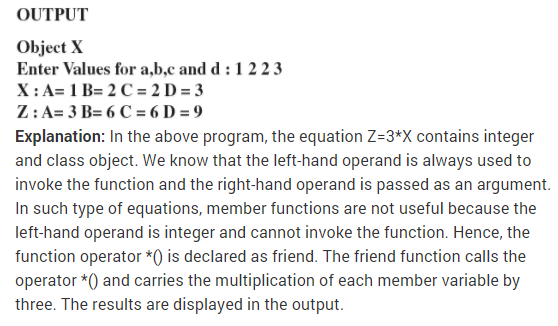 OUTPUT
Object X
Enter Values for a,b,c and d : 1 2 2 3
X : A= 1 B= 2 C = 2 D = 3
Z : A= 3 B= 6 C = 6 D = 9
Explanation: In the above program, the equation Z=3*X contains integer
and class object. We know that the left-hand operand is always used to
invoke the function and the right-hand operand is passed as an argument.
In such type of equations, member functions are not useful because the
left-hand operand is integer and cannot invoke the function. Hence, the
function operator *() is declared as friend. The friend function calls the
operator *() and carries the multiplication of each member variable by
three. The results are displayed in the output.